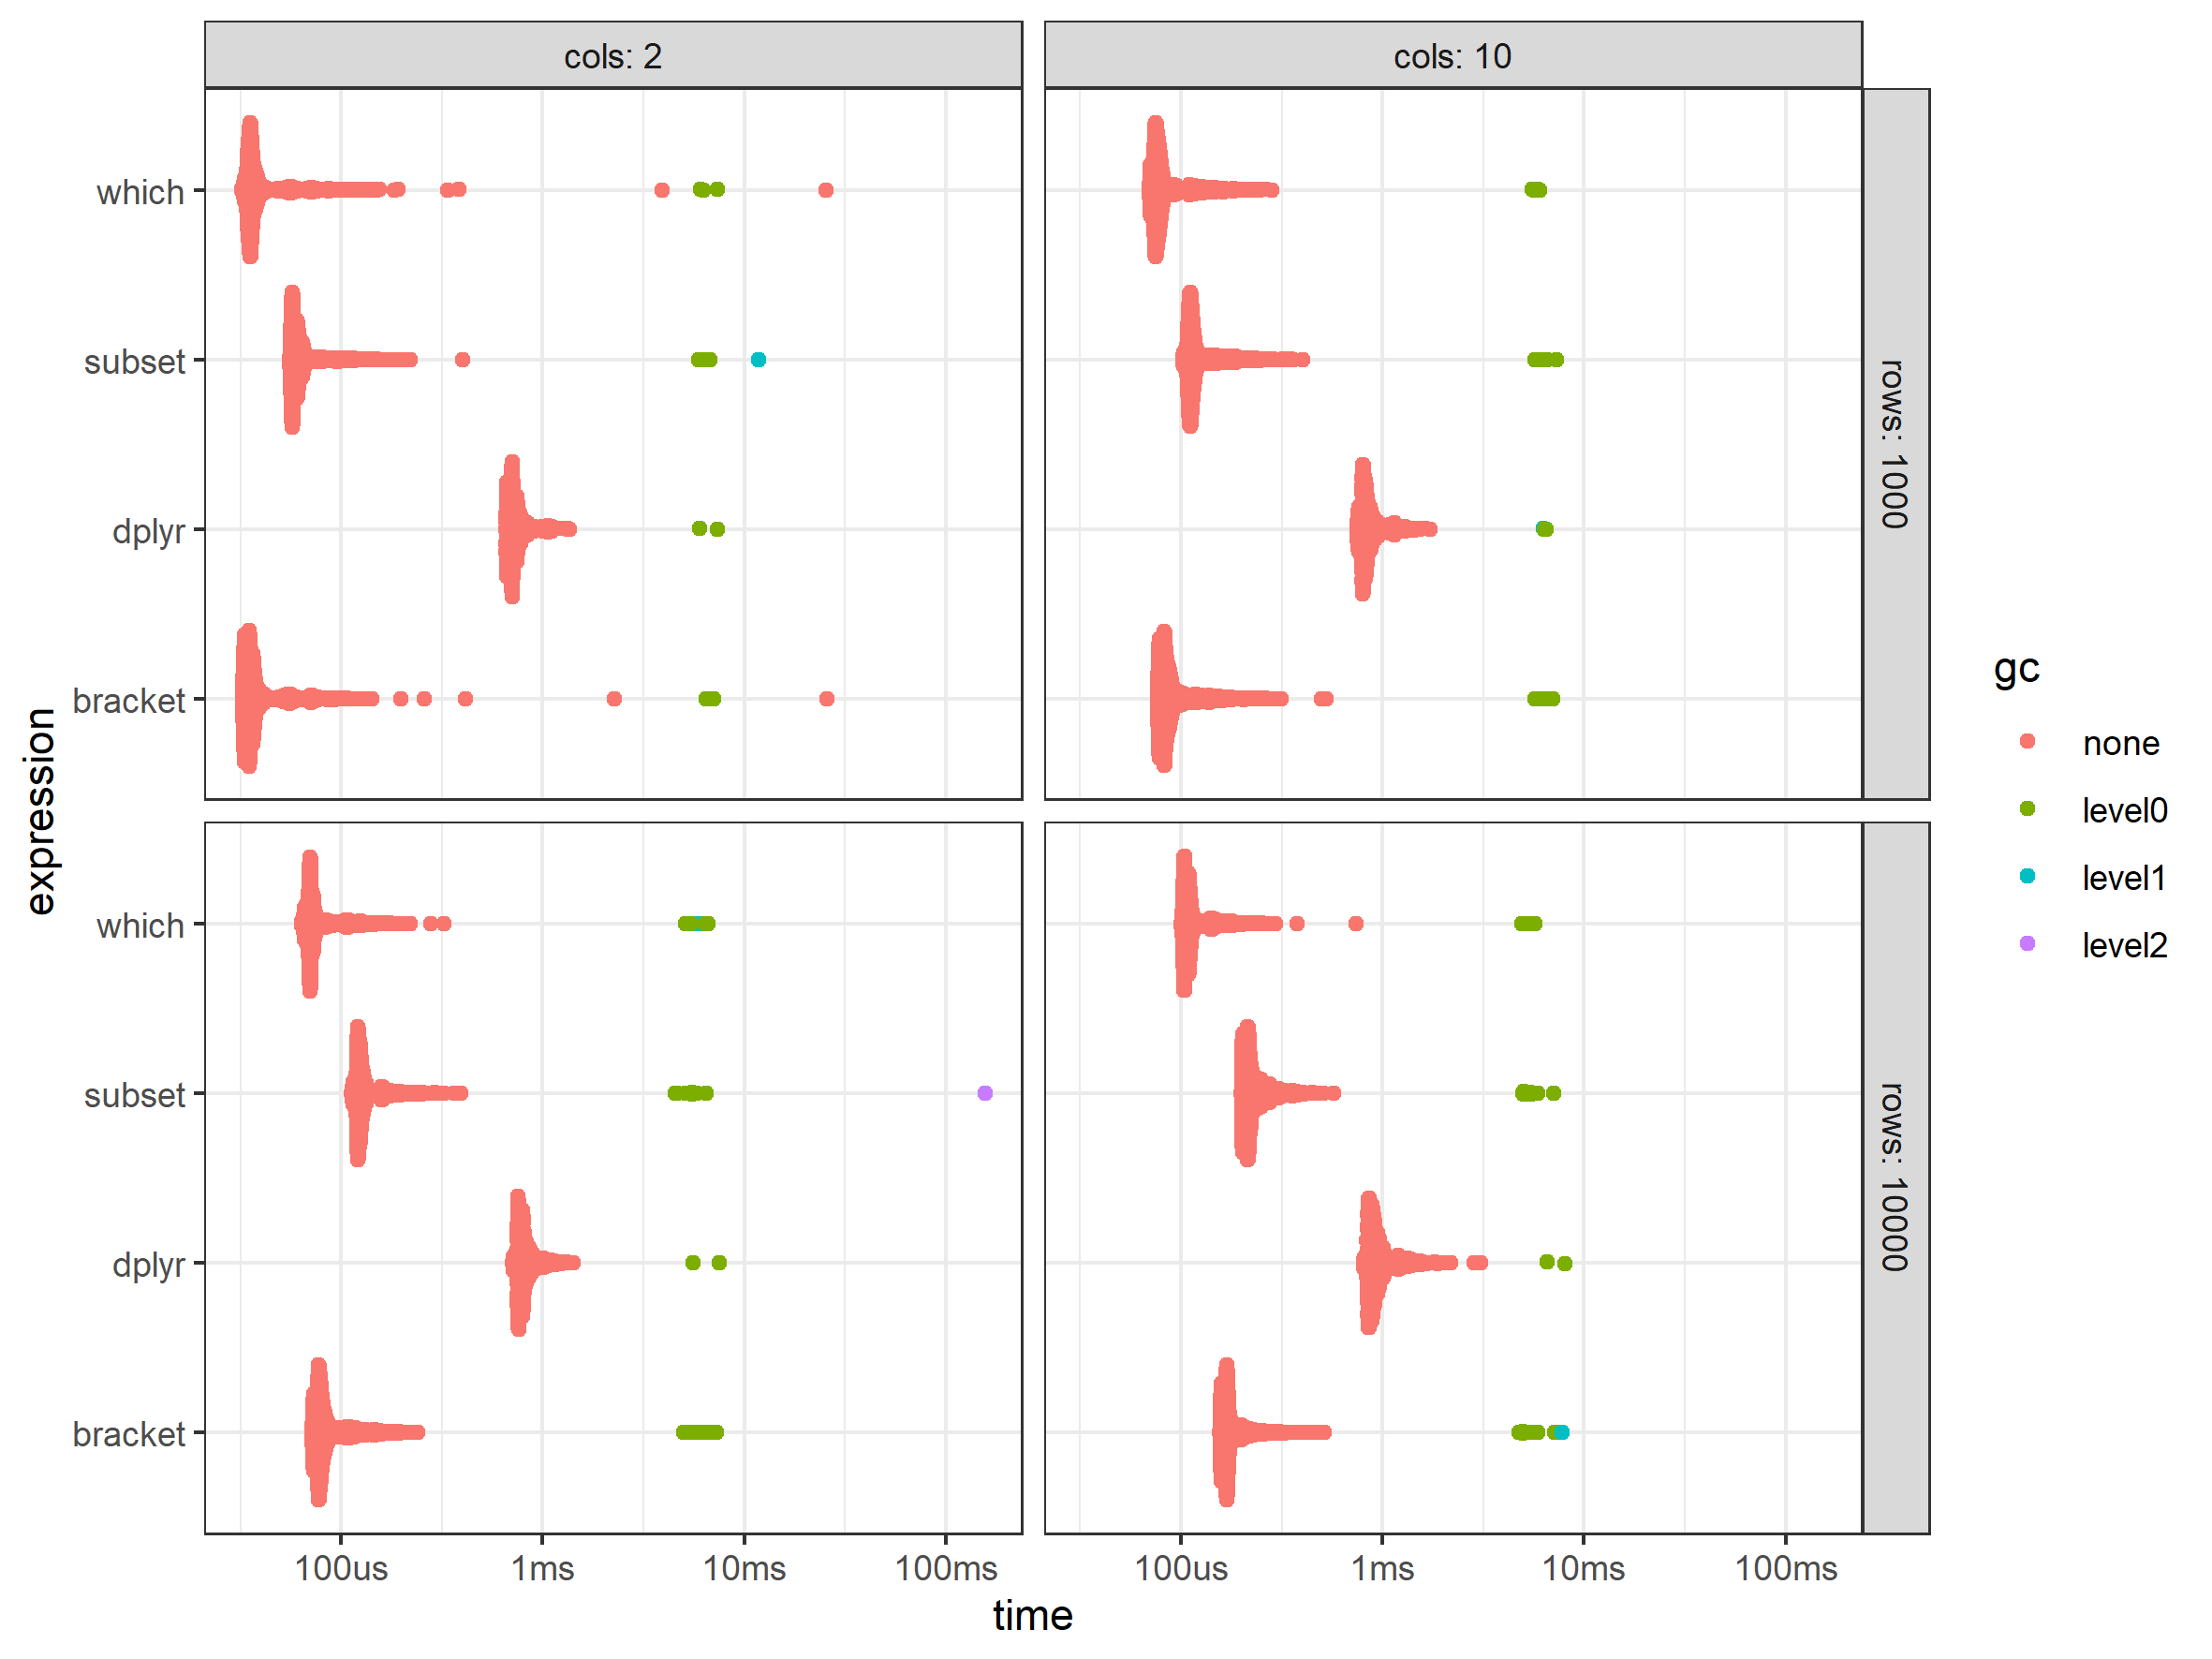 cols: 2
cols: 10
which
subset
dplyr
bracket
rows: 1000
which
subset
dplyr
bracket
rows: 10000
expression
100us
1ms
10ms
100ms
100us
1ms
10ms
100ms
time
gc
none
level0
level1
level2